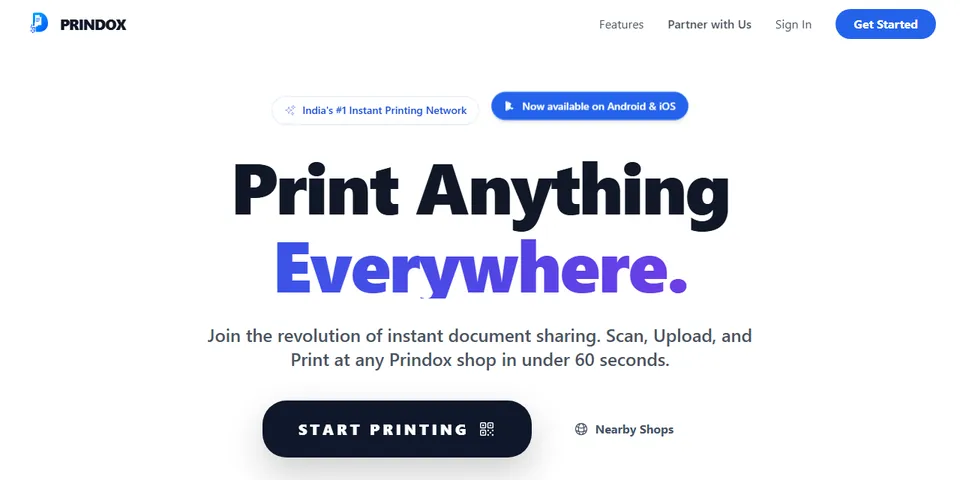 PRINDOX
Features
Partner with Us
Sign In
Get Started
India's #1 Instant Printing Network
Now available on Android & iOS
Print Anything
Everywhere.
Join the revolution of instant document sharing. Scan, Upload, and
Print at any Prindox shop in under 60 seconds.
START PRINTING
Nearby Shops